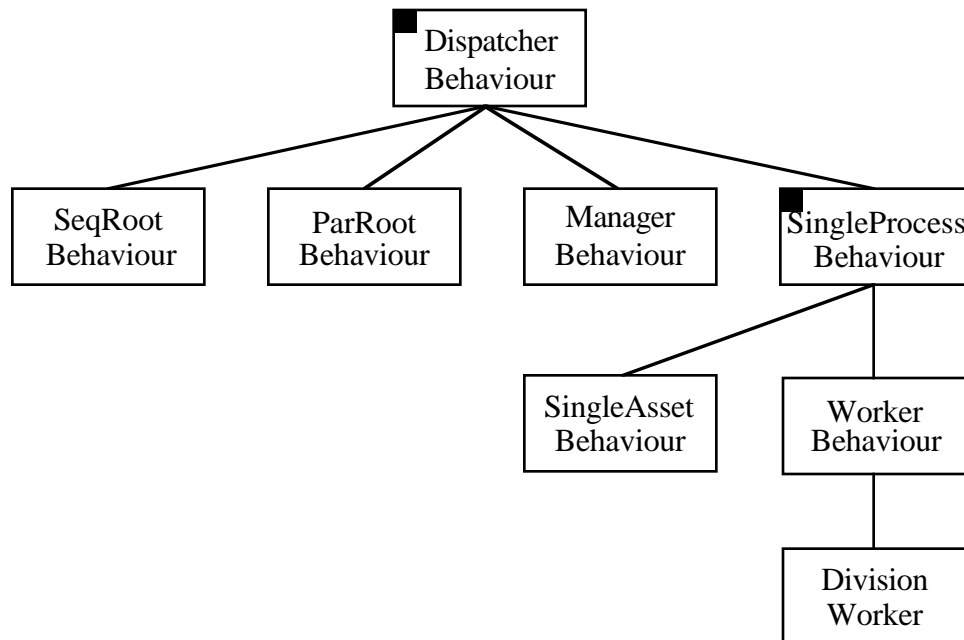 Dispatcher
Behaviour
SeqRoot
Behaviour
ParRoot
Behaviour
Manager
Behaviour
SingleProcess
Behaviour
SingleAsset
Behaviour
Worker
Behaviour
Division
Worker